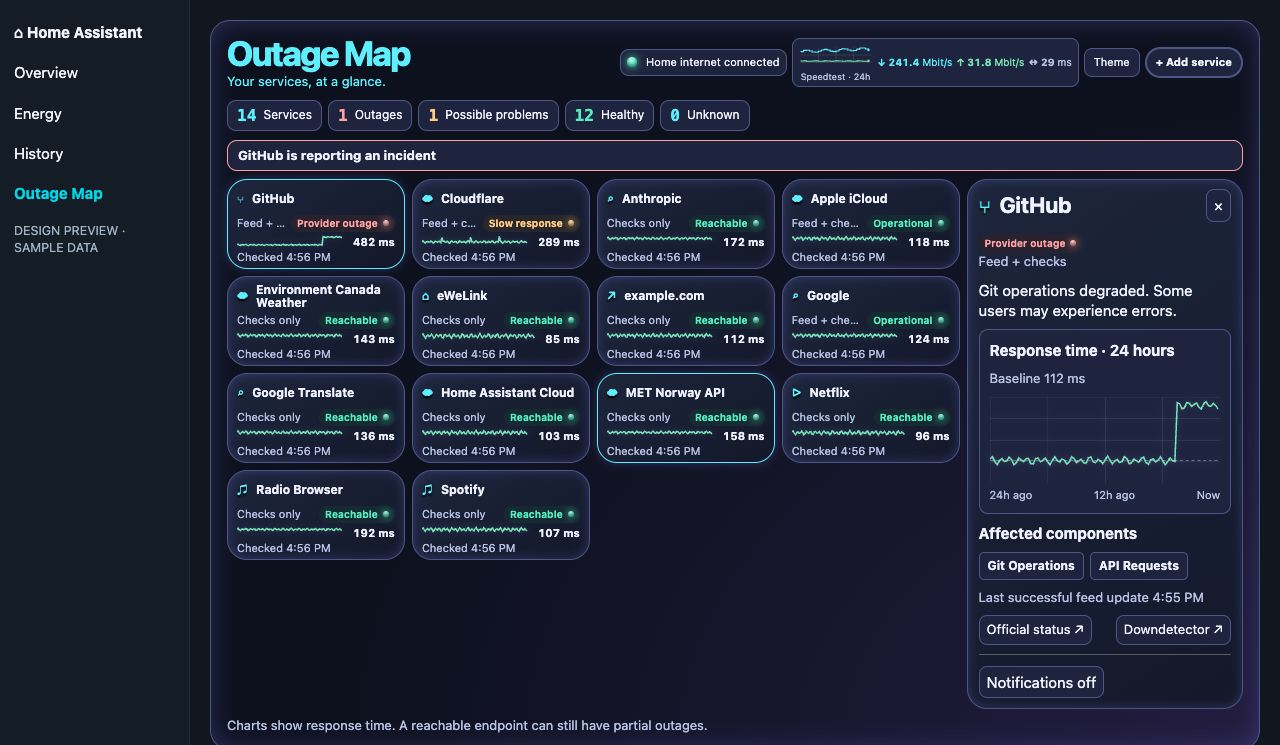 Home Assistant
Overview
Energy
History
Outage Map
DESIGN PREVIEW ·
SAMPLE DATA
Outage Map
Your services, at a glance.
Home internet connected
Speedtest · 24h
↓ 241.4 Mbit/s ↑ 31.8 Mbit/s ⇔ 29 ms
Theme
+ Add service
14 Services
1 Outages
1 Possible problems
12 Healthy
0 Unknown
GitHub is reporting an incident
GitHub
Feed + ... Provider outage
482 ms
Checked 4:56 PM
Cloudflare
Feed + c... Slow response
289 ms
Checked 4:56 PM
Anthropic
Checks only Reachable
172 ms
Checked 4:56 PM
Apple iCloud
Feed + che... Operational
118 ms
Checked 4:56 PM
Environment Canada
Weather
Checks only Reachable
143 ms
Checked 4:56 PM
eWeLink
Checks only Reachable
85 ms
Checked 4:56 PM
example.com
Checks only Reachable
112 ms
Checked 4:56 PM
Google
Feed + che... Operational
124 ms
Checked 4:56 PM
Google Translate
Checks only Reachable
136 ms
Checked 4:56 PM
Home Assistant Cloud
Checks only Reachable
103 ms
Checked 4:56 PM
MET Norway API
Checks only Reachable
158 ms
Checked 4:56 PM
Netflix
Checks only Reachable
96 ms
Checked 4:56 PM
Radio Browser
Checks only Reachable
192 ms
Checked 4:56 PM
Spotify
Checks only Reachable
107 ms
Checked 4:56 PM
GitHub
×
Provider outage
Feed + checks
Git operations degraded. Some
users may experience errors.
Response time · 24 hours
Baseline 112 ms
24h ago 12h ago Now
Affected components
Git Operations
API Requests
Last successful feed update 4:55 PM
Official status ↗
Downdetector ↗
Notifications off
Charts show response time. A reachable endpoint can still have partial outages.